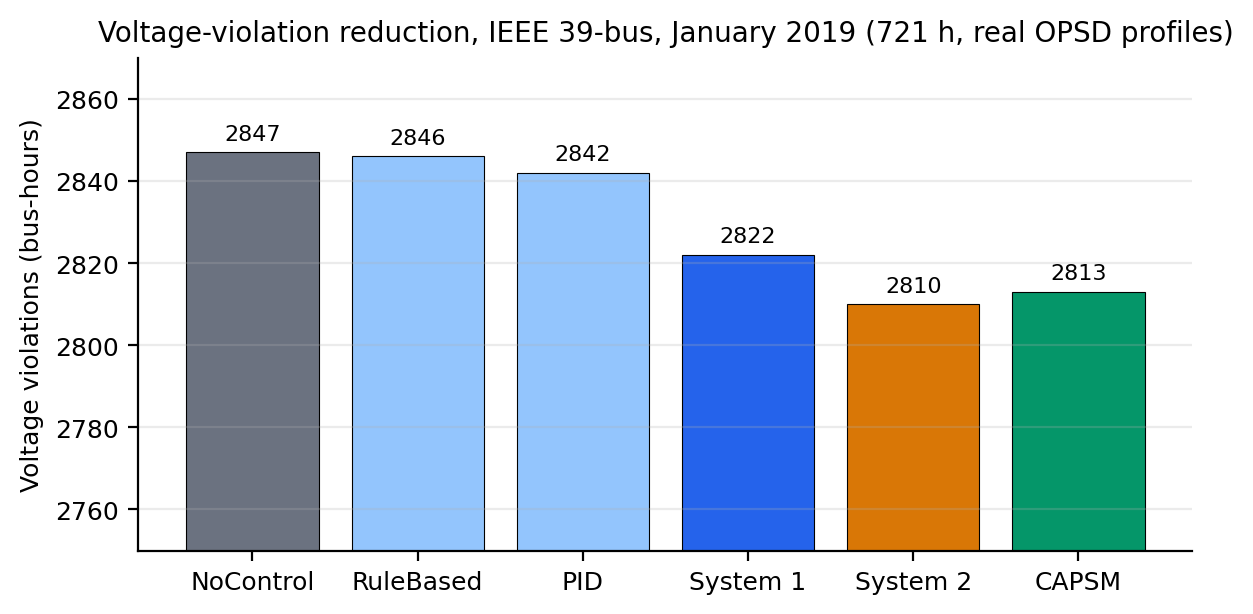 Voltage-violation reduction, IEEE 39-bus, January 2019 (721 h, real OPSD profiles)
Voltage violations (bus-hours)
2860
2840
2820
2800
2780
2760
2847
2846
2842
2822
2810
2813
NoControl
RuleBased
PID
System 1
System 2
CAPSM